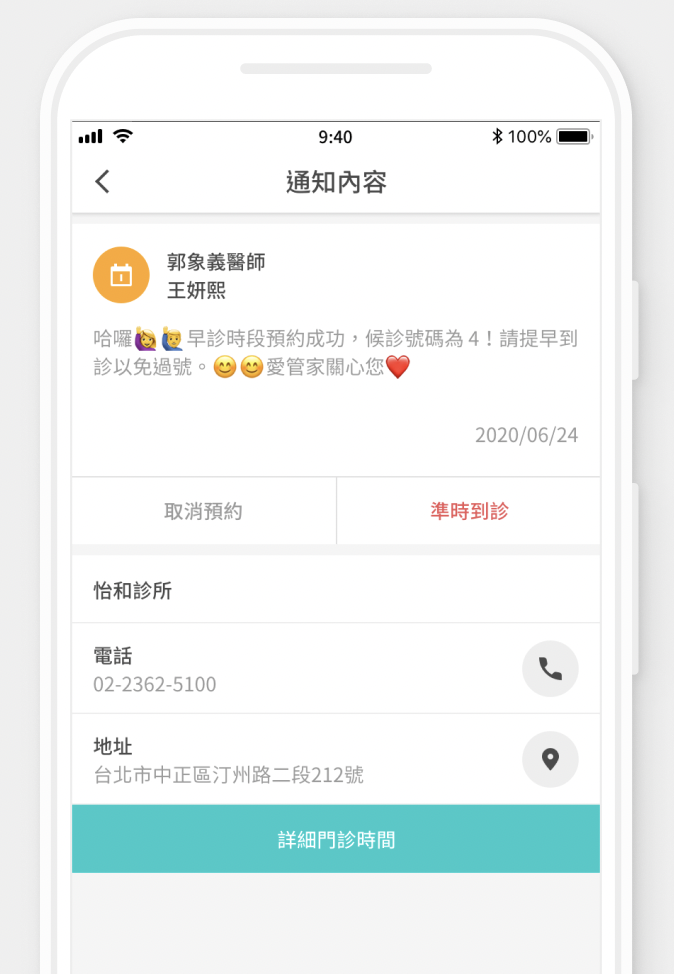 9:40
100%
通知內容
郭象義醫師
王妍熙
哈囉🙋‍♀️🙋‍♂️早診時段預約成功，候診號碼為 4！請提早到
診以免過號。😊😊愛管家關心您❤️
2020/06/24
取消預約
準時到診
怡和診所
電話
02-2362-5100
地址
台北市中正區汀州路二段212號
詳細門診時間